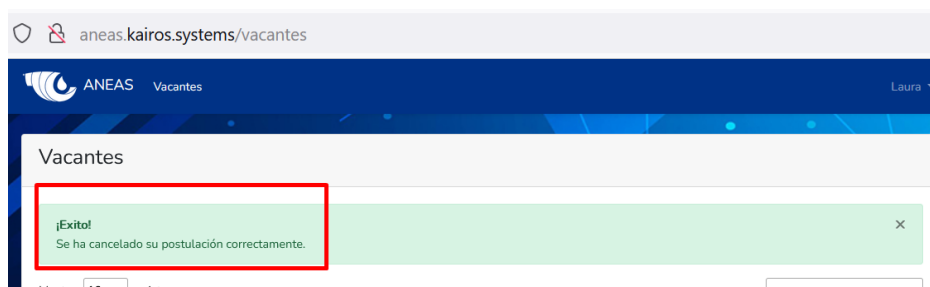 aneas.kairos.systems/vacantes
ANEAS Vacantes Laura
Vacantes
¡Exito!
Se ha cancelado su postulación correctamente.
×